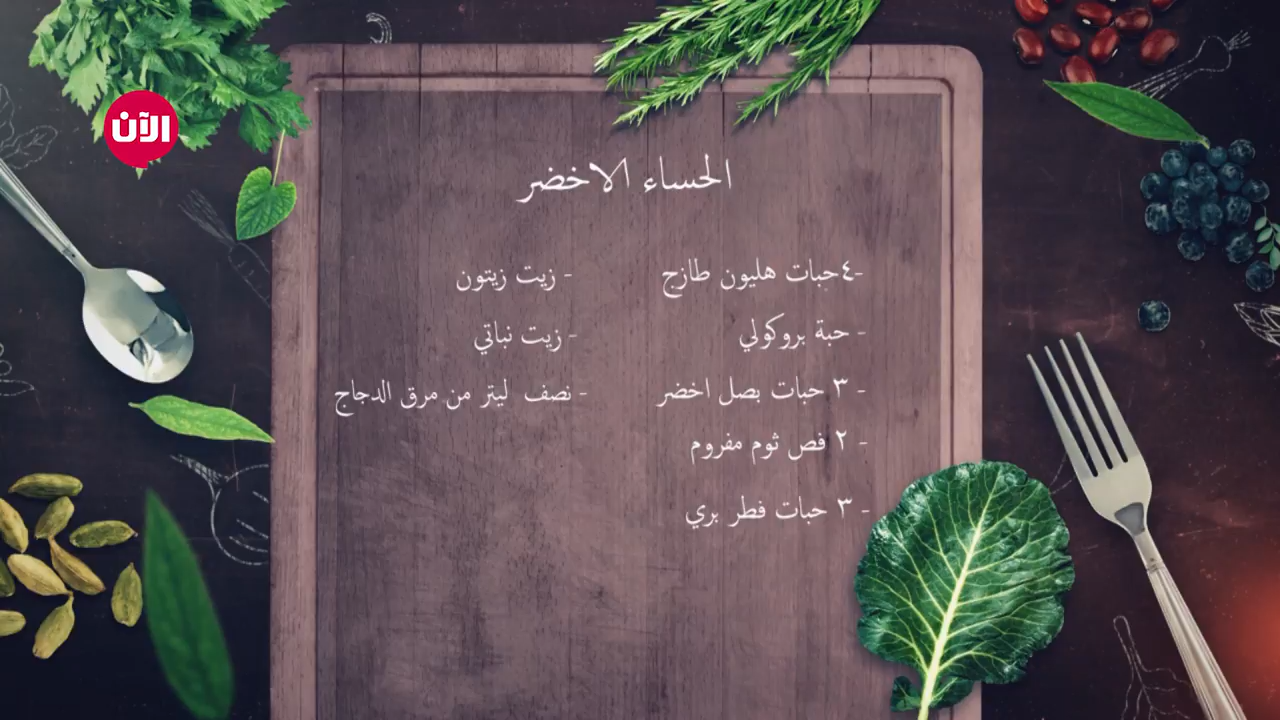 الآن
الحساء الاخضر
-٤حبات هليون طازج
- حبة بروكولي
- ٣ حبات بصل اخضر
- ٢ فص ثوم مفروم
- ٣ حبات فطر بري
- زيت زيتون
- زيت نباتي
- نصف ليتر من مرق الدجاج